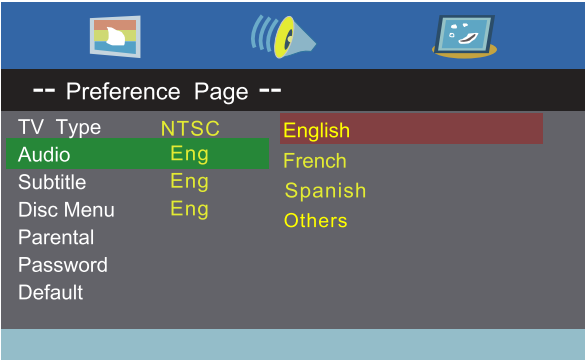 -- Preference Page --
TV Type NTSC English
Audio Eng French
Subtitle Eng Spanish
Disc Menu Eng Others
Parental
Password
Default